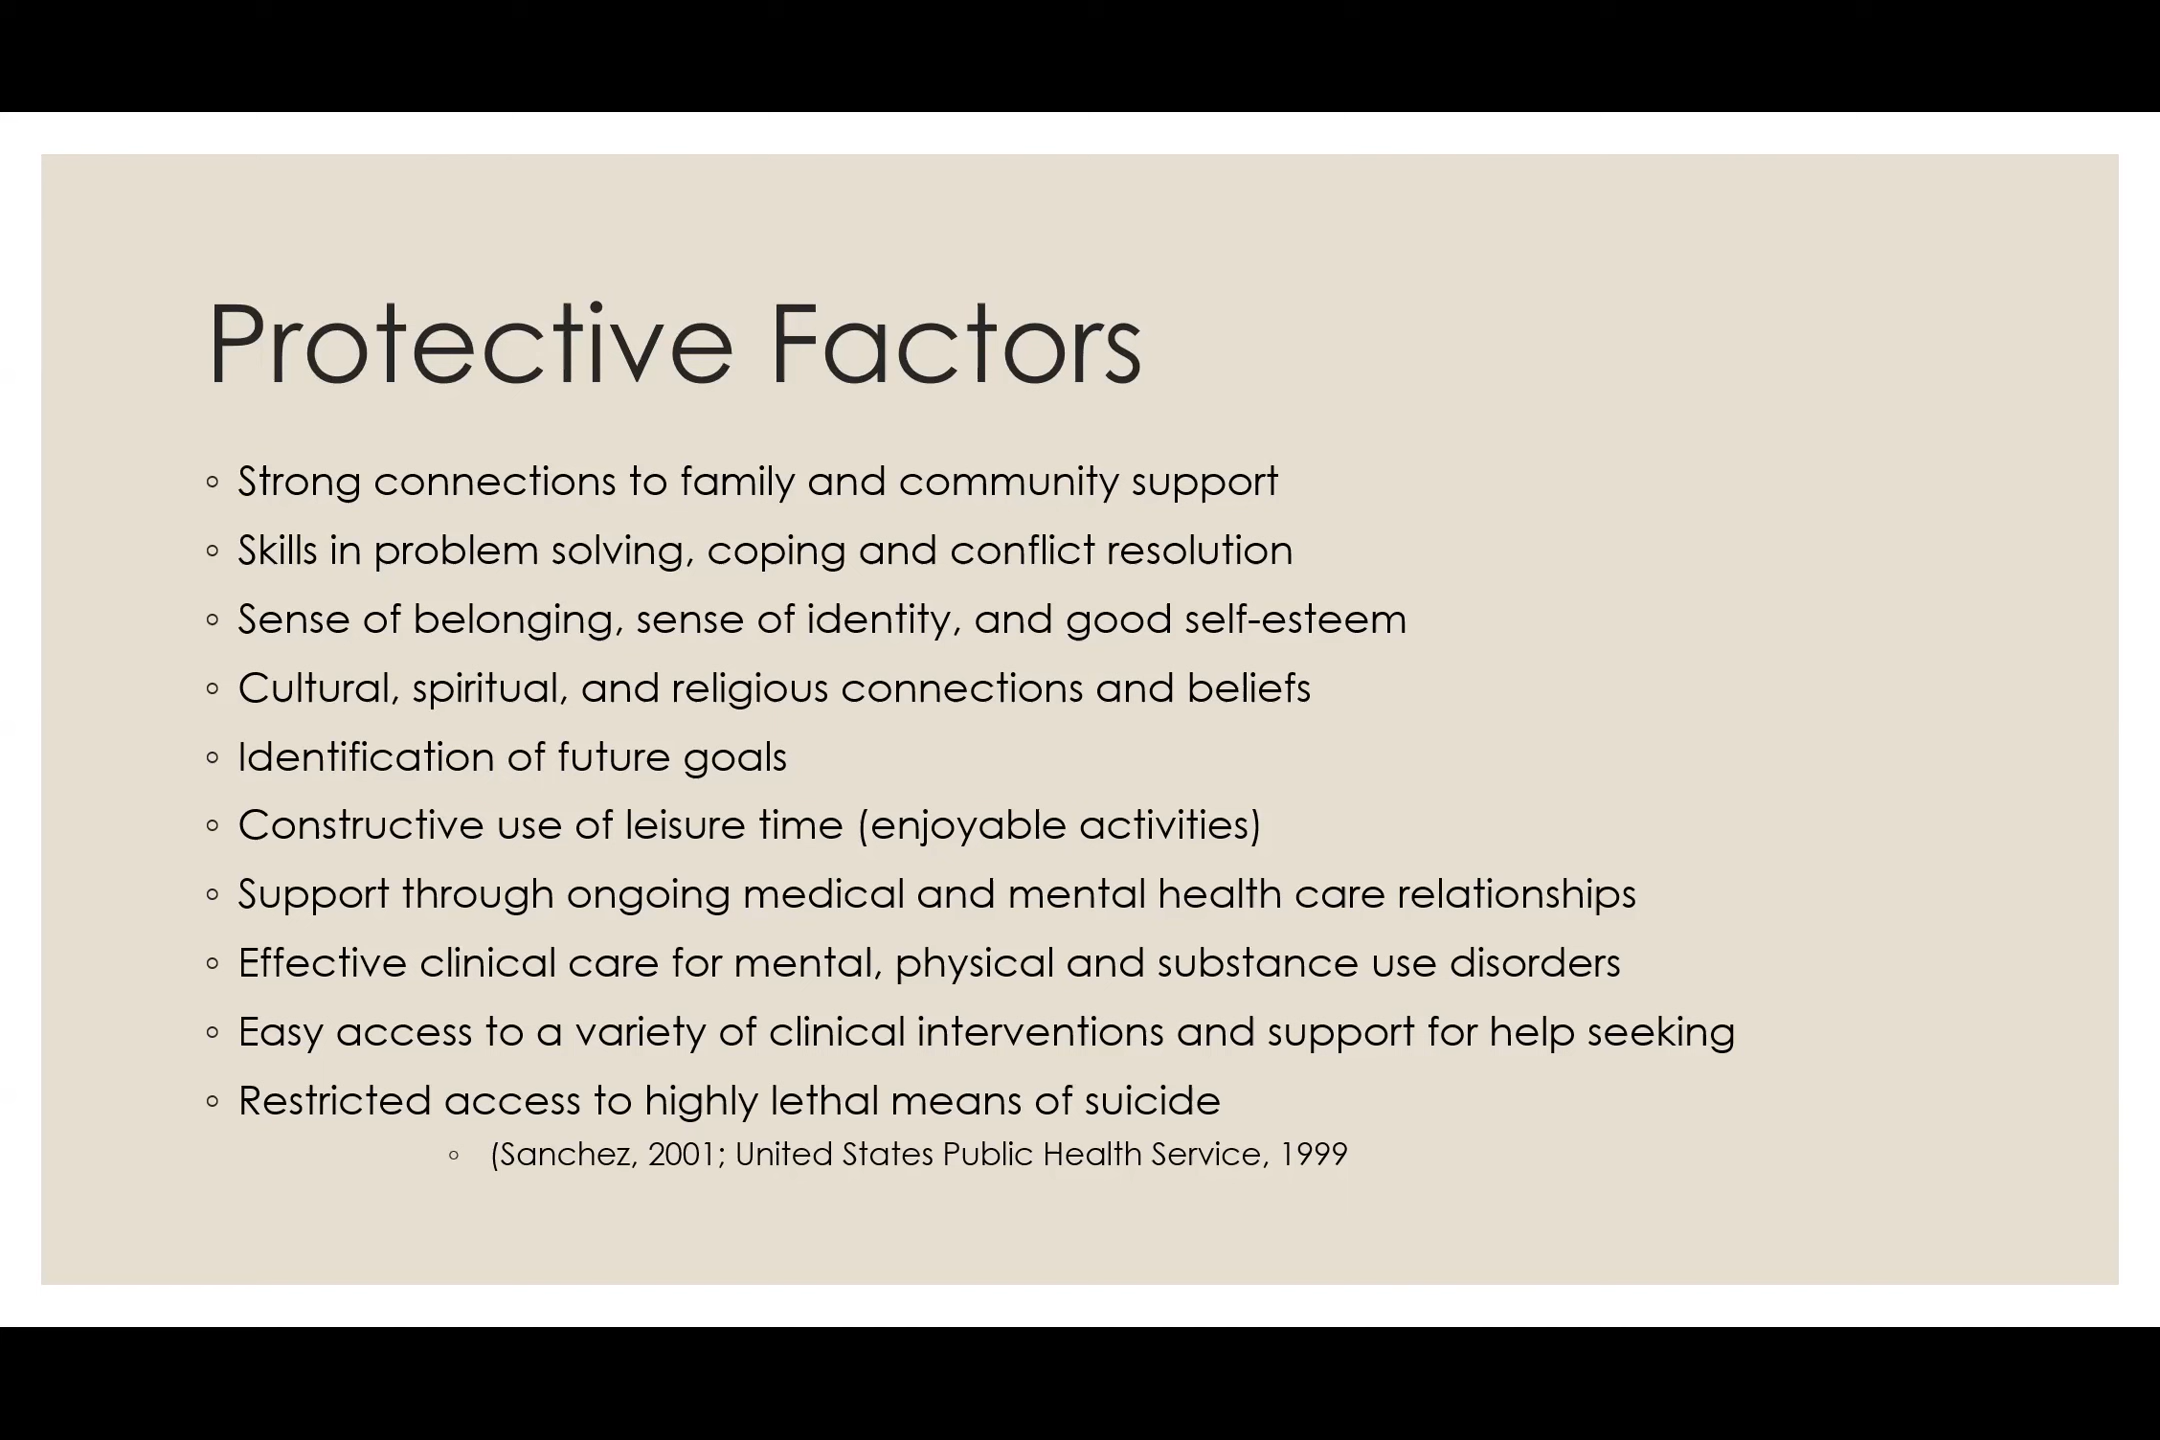 Protective Factors
◦ Strong connections to family and community support
◦ Skills in problem solving, coping and conflict resolution
◦ Sense of belonging, sense of identity, and good self-esteem
◦ Cultural, spiritual, and religious connections and beliefs
◦ Identification of future goals
◦ Constructive use of leisure time (enjoyable activities)
◦ Support through ongoing medical and mental health care relationships
◦ Effective clinical care for mental, physical and substance use disorders
◦ Easy access to a variety of clinical interventions and support for help seeking
◦ Restricted access to highly lethal means of suicide
◦ (Sanchez, 2001; United States Public Health Service, 1999